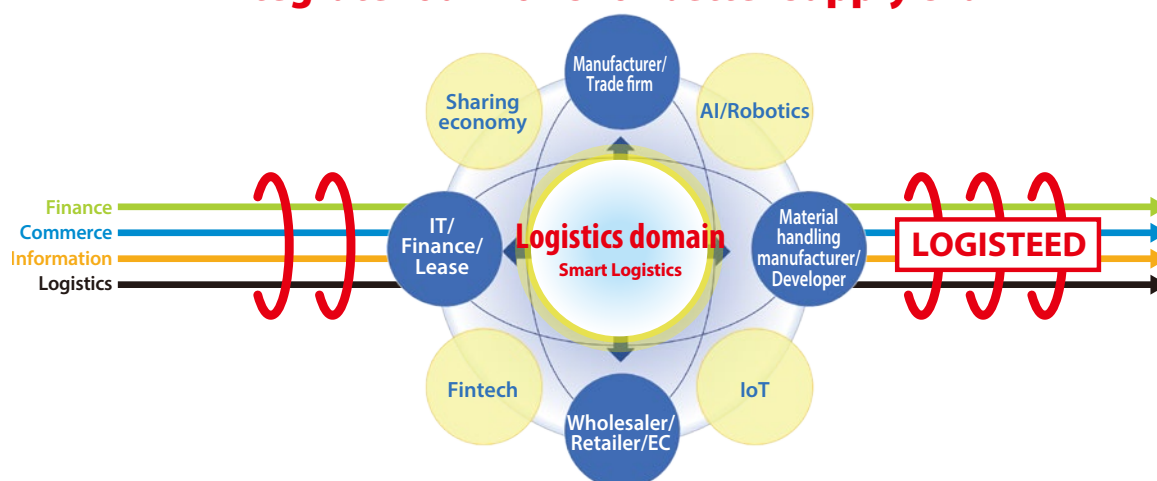 Manufacturer/
Trade firm
Sharing
economy
AI/Robotics
Finance
Commerce
Information
Logistics
IT/
Finance/
Lease
Logistics domain
Smart Logistics
Material
handling
manufacturer/
Developer
LOGISTEED
Fintech
IoT
Wholesaler/
Retailer/EC